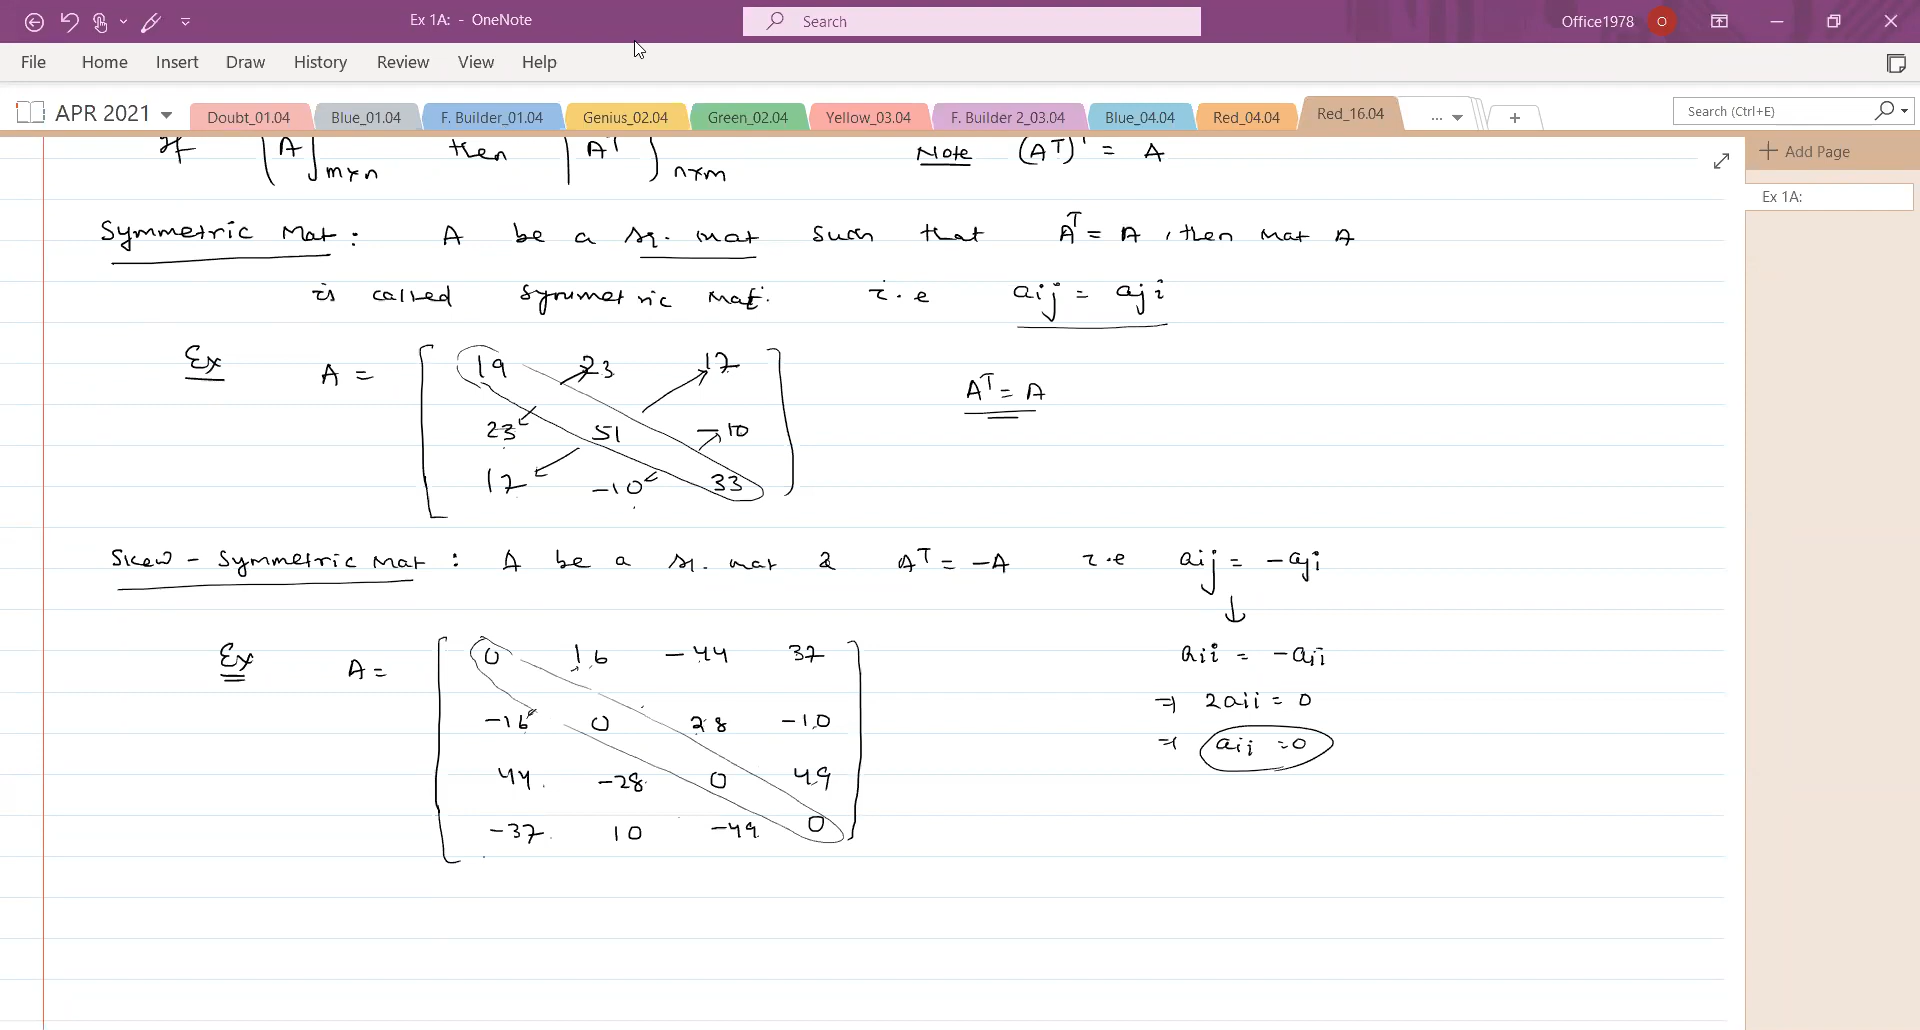 Ex 1A: - OneNote
Search
Office1978
O
File Home Insert Draw History Review View Help
APR 2021
Doubt_01.04 Blue_01.04 F. Builder_01.04 Genius_02.04 Green_02.04 Yellow_03.04 F. Builder 2_03.04 Blue_04.04 Red_04.04 Red_16.04 ... +
Search (Ctrl+E)
Add Page
Ex 1A:
If [A]m×n then [Aᵀ]n×m Note (Aᵀ)ᵀ = A
Symmetric Mat : A be a sq. mat such that Aᵀ = A , then mat A
is called symmetric mat. i.e aij = aji
Ex A = [ 19 23 17
23 51 -10
17 -10 33 ]
Aᵀ = A
Skew - Symmetric Mat : A be a sq. mat & Aᵀ = -A i.e aij = -aji
↓
Ex A = [ 0 16 -44 37
-16 0 28 -10
44 -28 0 49
-37 10 -49 0 ]
aii = -aii
⇒ 2aii = 0
⇒ aii = 0